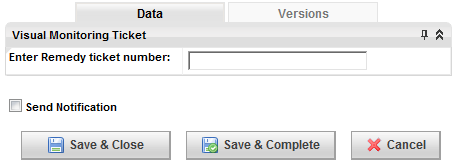 Data Versions
Visual Monitoring Ticket
Enter Remedy ticket number:
Send Notification
Save & Close Save & Complete Cancel